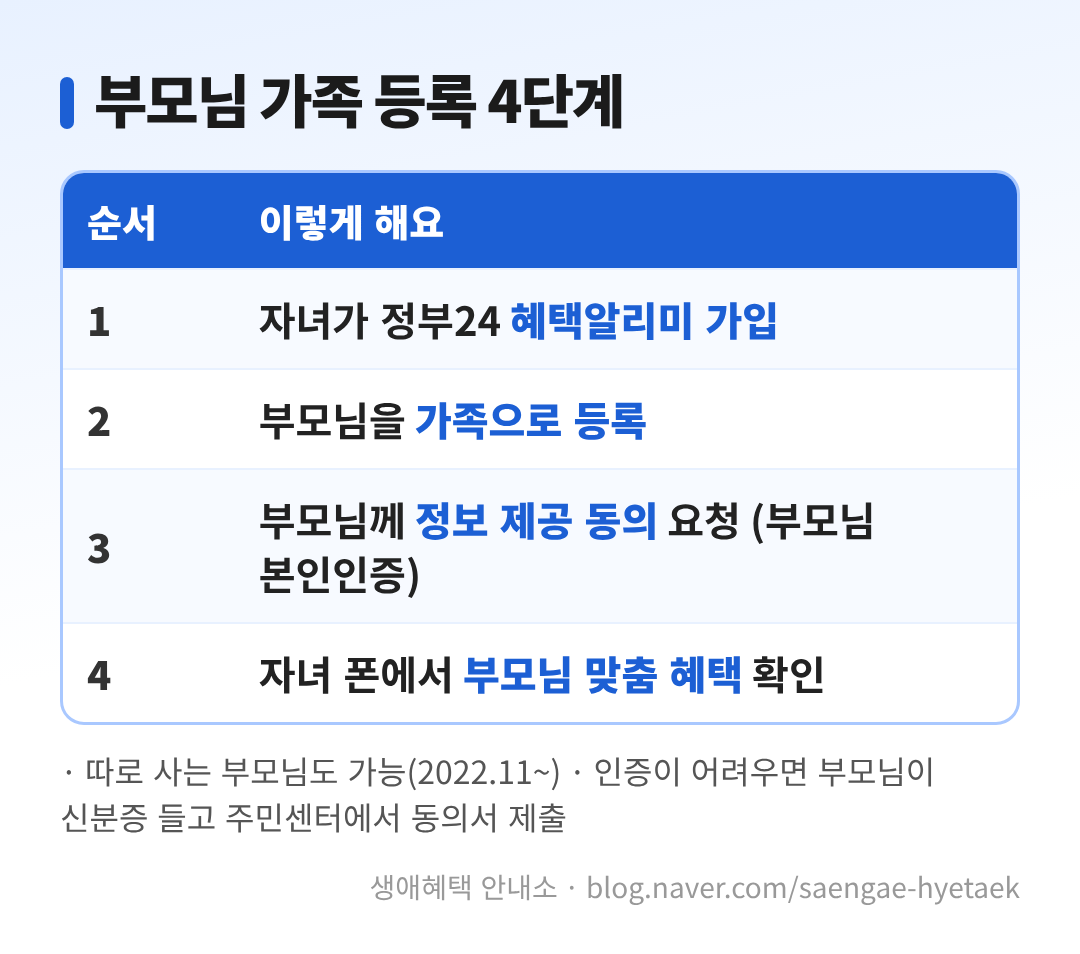 부모님 가족 등록 4단계
순서 이렇게 해요
1 자녀가 정부24 혜택알리미 가입
2 부모님을 가족으로 등록
3 부모님께 정보 제공 동의 요청 (부모님
본인인증)
4 자녀 폰에서 부모님 맞춤 혜택 확인
· 따로 사는 부모님도 가능(2022.11~) · 인증이 어려우면 부모님이
신분증 들고 주민센터에서 동의서 제출
생애혜택 안내소 · blog.naver.com/saengae-hyetaek